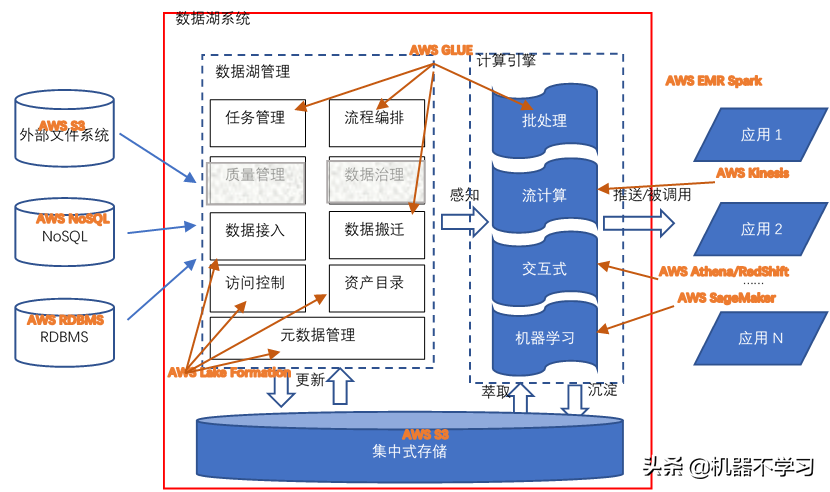 数据湖系统
AWS GLUE
计算引擎
数据湖管理
AWS EMR Spark
任务管理
流程编排
批处理
应用 1
AWS S3
外部文件系统
质量管理
数据治理
AWS Kinesis
感知
流计算
推送/被调用
AWS NoSQL
NoSQL
数据接入
数据搬迁
应用 2
交互式
AWS Athena/RedShift
……
访问控制
资产目录
AWS SageMaker
AWS RDBMS
RDBMS
元数据管理
机器学习
应用 N
AWS Lake Formation
更新
萃取
沉淀
AWS S3
集中式存储
头条 @机器不学习